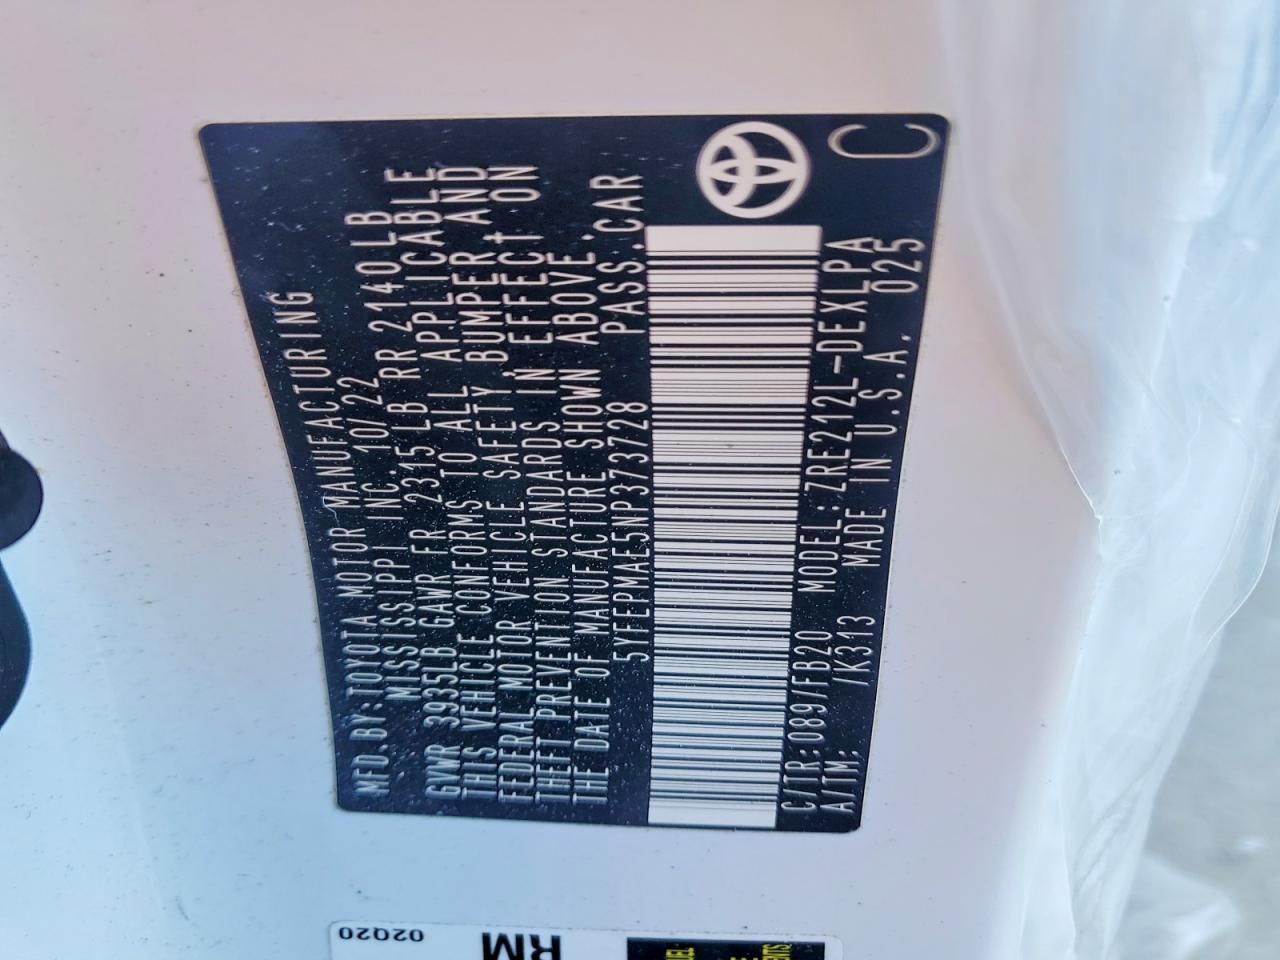 MFD.BY:TOYOTA MOTOR MANUFACTURING
MISSISSIPPI INC 10/22
GVWR 3935LB GAWR FR 2315LB RR 2140LB
THIS VEHICLE CONFORMS TO ALL APPLICABLE
FEDERAL MOTOR VEHICLE SAFETY, BUMPER AND
THEFT PREVENTION STANDARDS IN EFFECT ON
THE DATE OF MANUFACTURE SHOWN ABOVE.
5YFEPMAE5NP373728 PASS.CAR
C/TR:089/FB20 MODEL:ZRE212L-DEXLPA
A/TM: /K313 MADE IN U.S.A. 025
C
02020
RM